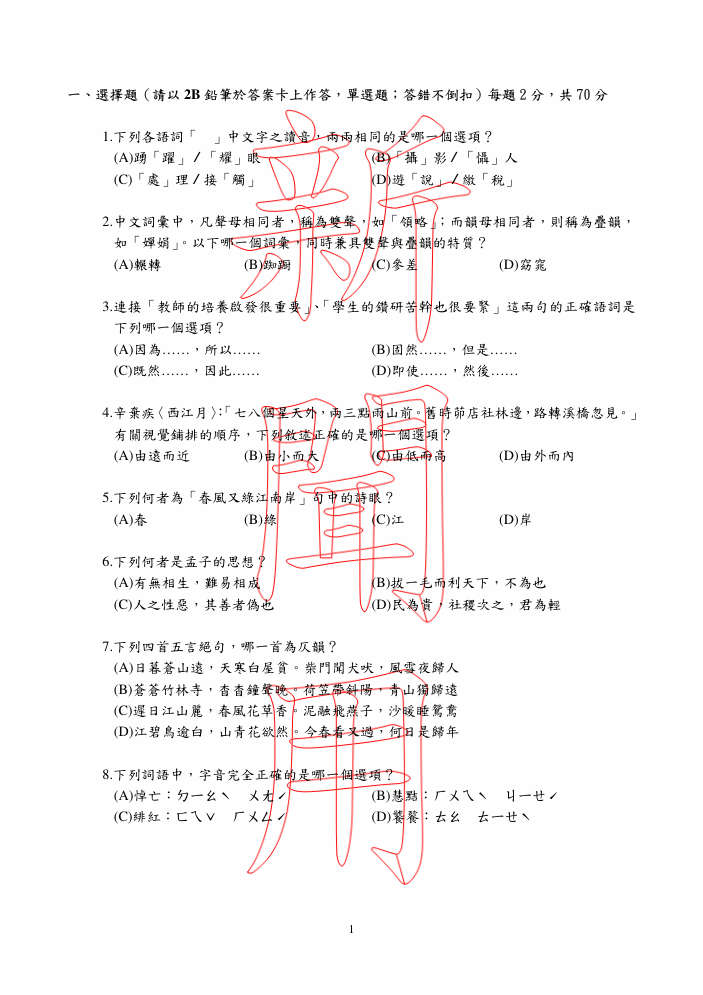 一、選擇題（請以 2B 鉛筆於答案卡上作答，單選題；答錯不倒扣）每題 2 分，共 70 分
1.下列各語詞「　」中文字之讀音，兩兩相同的是哪一個選項？
(A)踴「躍」／「耀」眼 (B)「攝」影／「懾」人
(C)「處」理／接「觸」 (D)遊「說」／繳「稅」
2.中文詞彙中，凡聲母相同者，稱為雙聲，如「領略」；而韻母相同者，則稱為疊韻，
如「嬋娟」。以下哪一個詞彙，同時兼具雙聲與疊韻的特質？
(A)輾轉 (B)踟躕 (C)參差 (D)窈窕
3.連接「教師的培養啟發很重要」、「學生的鑽研苦幹也很要緊」這兩句的正確語詞是
下列哪一個選項？
(A)因為……，所以…… (B)固然……，但是……
(C)既然……，因此…… (D)即使……，然後……
4.辛棄疾〈西江月〉：「七八個星天外，兩三點雨山前。舊時茆店社林邊，路轉溪橋忽見。」
有關視覺鋪排的順序，下列敘述正確的是哪一個選項？
(A)由遠而近 (B)由小而大 (C)由低而高 (D)由外而內
5.下列何者為「春風又綠江南岸」句中的詩眼？
(A)春 (B)綠 (C)江 (D)岸
6.下列何者是孟子的思想？
(A)有無相生，難易相成 (B)拔一毛而利天下，不為也
(C)人之性惡，其善者偽也 (D)民為貴，社稷次之，君為輕
7.下列四首五言絕句，哪一首為仄韻？
(A)日暮蒼山遠，天寒白屋貧。柴門聞犬吠，風雪夜歸人
(B)蒼蒼竹林寺，杳杳鐘聲晚。荷笠帶斜陽，青山獨歸遠
(C)遲日江山麗，春風花草香。泥融飛燕子，沙暖睡鴛鴦
(D)江碧鳥逾白，山青花欲然。今春看又過，何日是歸年
8.下列詞語中，字音完全正確的是哪一個選項？
(A)悼亡：ㄉㄧㄠˋ　ㄨㄤˊ (B)慧黠：ㄏㄨㄟˋ　ㄐㄧㄝˊ
(C)緋紅：ㄈㄟˇ　ㄏㄨㄥˊ (D)饕餮：ㄊㄠ　ㄊㄧㄝˋ
新聞用
1